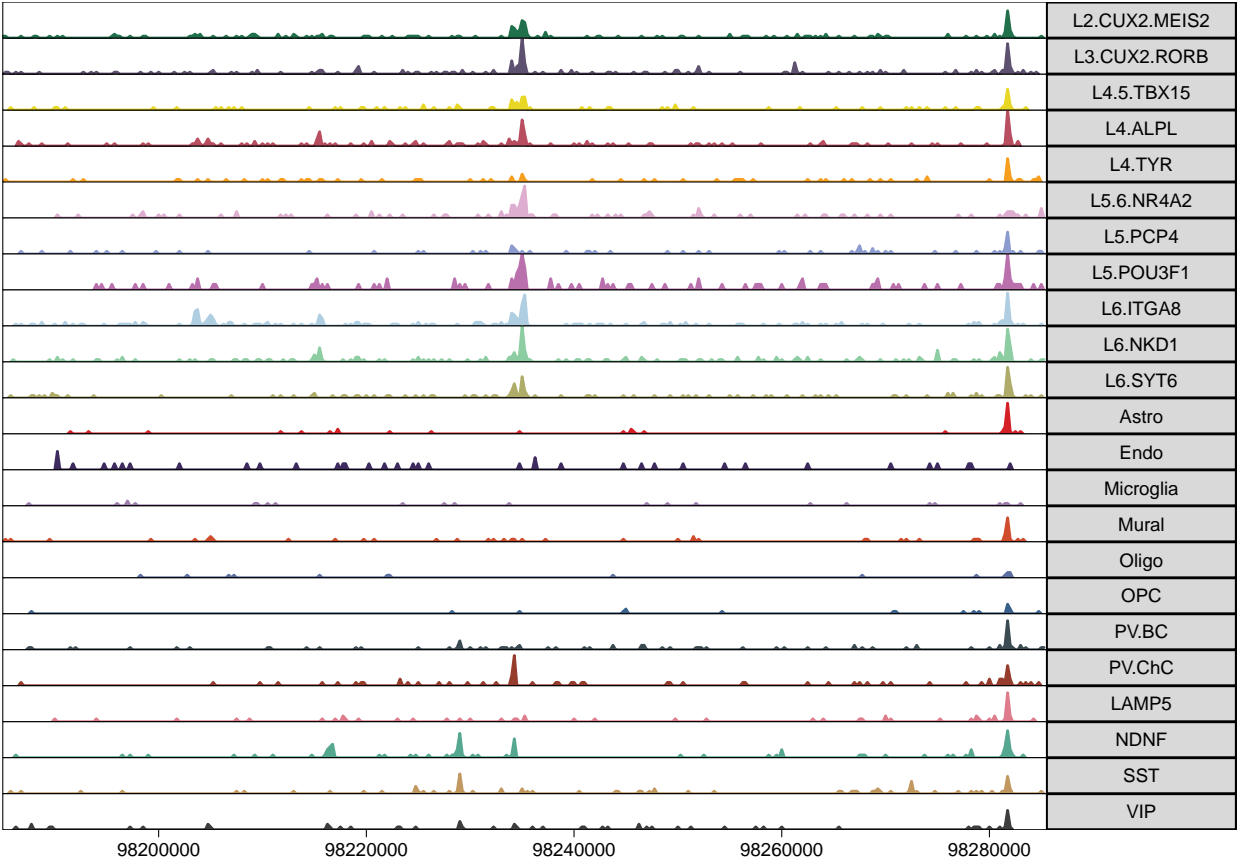 L2.CUX2.MEIS2
L3.CUX2.RORB
L4.5.TBX15
L4.ALPL
L4.TYR
L5.6.NR4A2
L5.PCP4
L5.POU3F1
L6.ITGA8
L6.NKD1
L6.SYT6
Astro
Endo
Microglia
Mural
Oligo
OPC
PV.BC
PV.ChC
LAMP5
NDNF
SST
VIP
98200000 98220000 98240000 98260000 98280000